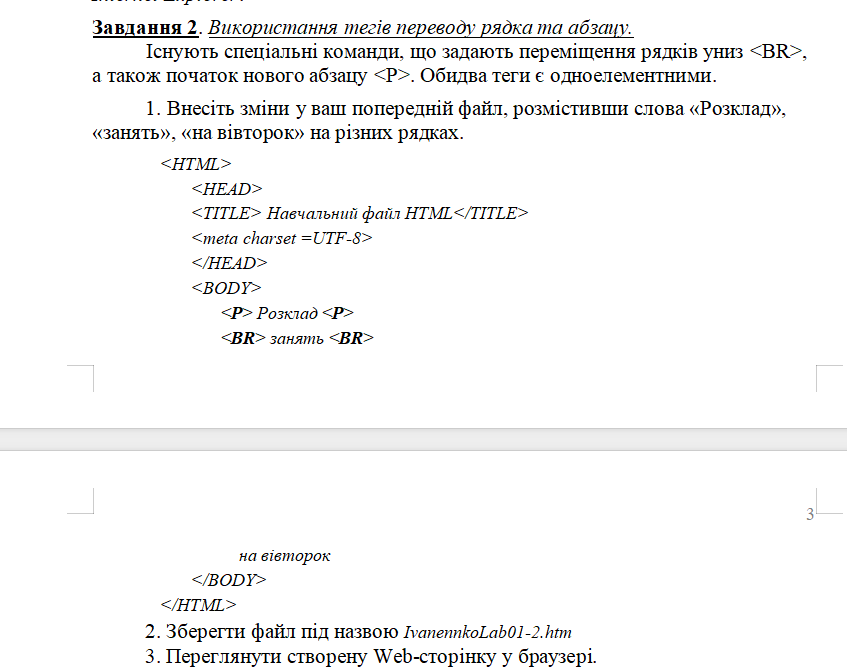 Завдання 2. Використання тегів переводу рядка та абзацу.
Існують спеціальні команди, що задають переміщення рядків униз <BR>,
а також початок нового абзацу <P>. Обидва теги є одноелементними.
1. Внесіть зміни у ваш попередній файл, розмістивши слова «Розклад»,
«занять», «на вівторок» на різних рядках.
<HTML>
<HEAD>
<TITLE> Навчальний файл HTML</TITLE>
<meta charset =UTF-8>
</HEAD>
<BODY>
<P> Розклад <P>
<BR> занять <BR>
3
на вівторок
</BODY>
</HTML>
2. Зберегти файл під назвою IvanennkoLab01-2.htm
3. Переглянути створену Web-сторінку у браузері.